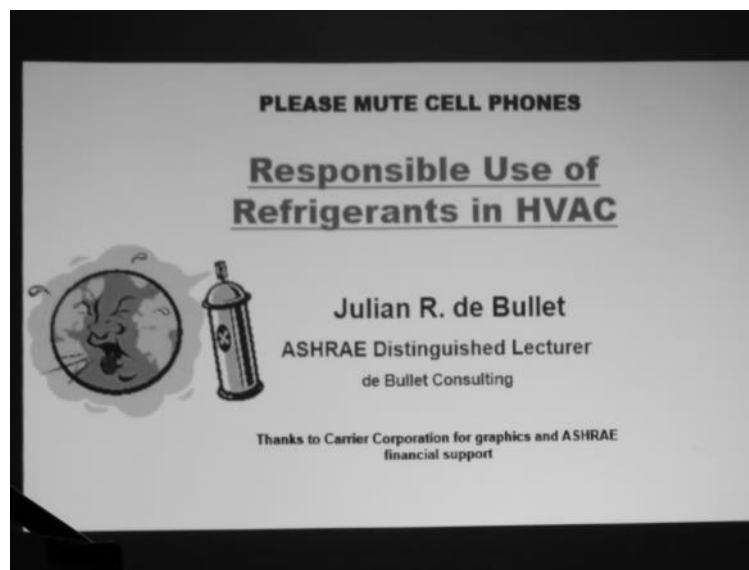 PLEASE MUTE CELL PHONES
Responsible Use of
Refrigerants in HVAC
Julian R. de Bullet
ASHRAE Distinguished Lecturer
de Bullet Consulting
Thanks to Carrier Corporation for graphics and ASHRAE
financial support